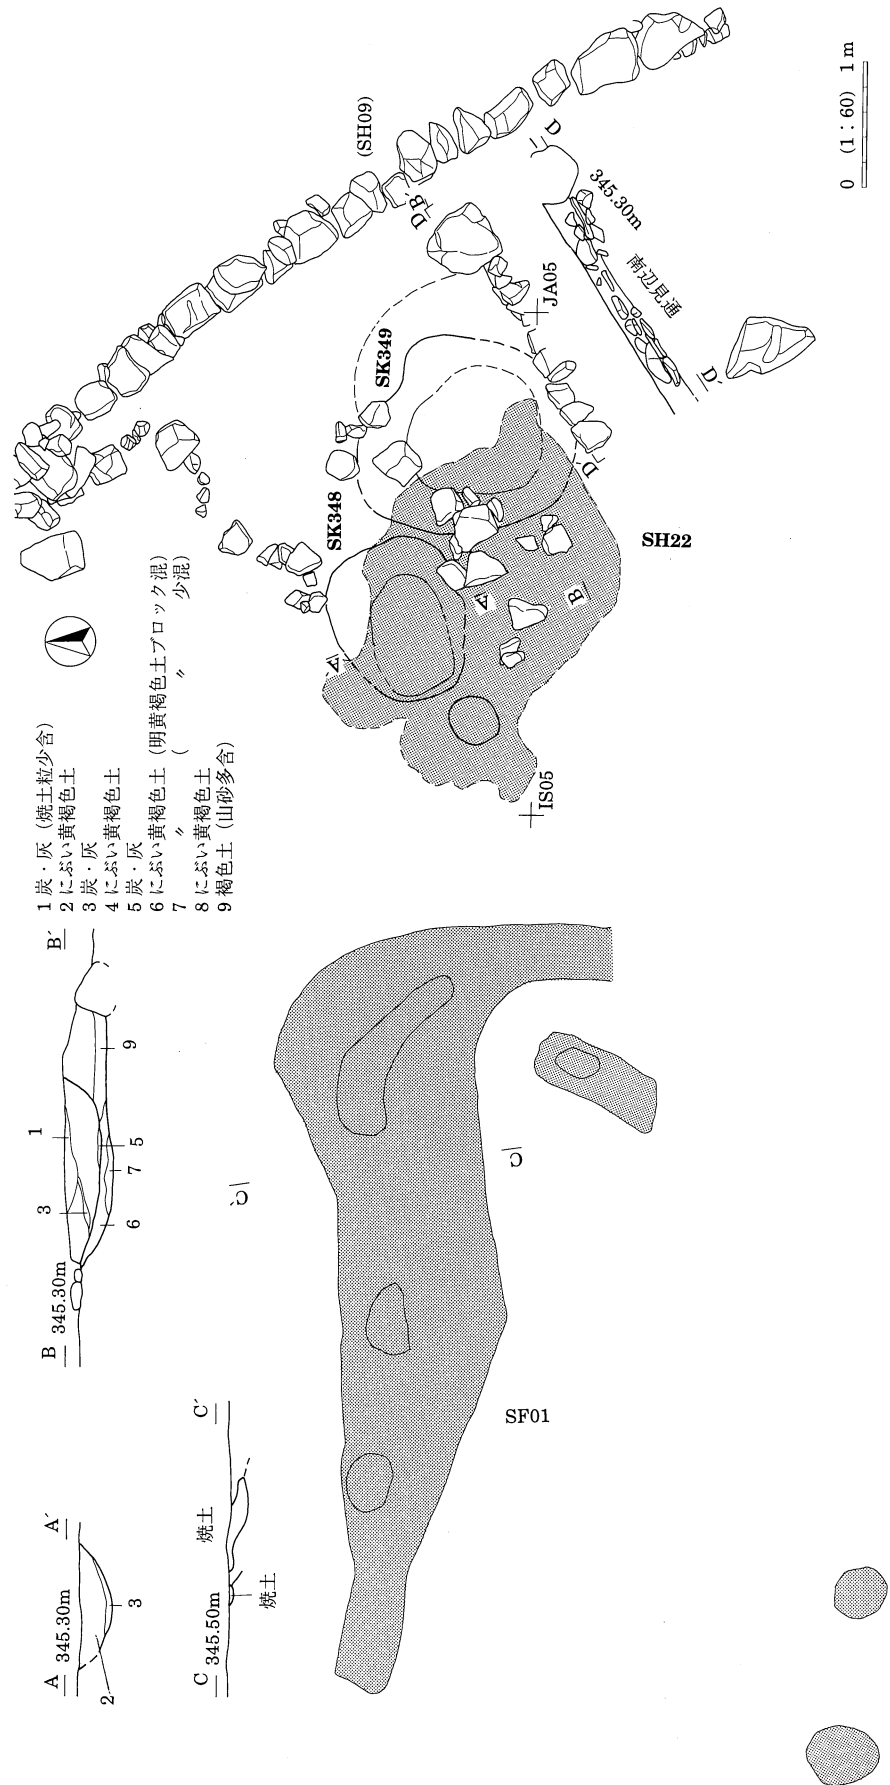 0 (1：60) 1 m
(SH09)
D
B´
D´
345.30m
南辺見通
D´
JA05
SK349
SK348
D´
SH22
A
B
A´
IS05
1 炭・灰（焼土粒少含）
2 にぶい黄褐色土
3 炭・灰
4 にぶい黄褐色土
5 炭・灰
6 にぶい黄褐色土（明黄褐色土ブロック混）
7 〃 （ 〃 少混）
8 にぶい黄褐色土
9 褐色土（山砂多含）
B 345.30m B´
1
3
9
5
7
6
A 345.30m A´
2
3
C 345.50m C´
焼土
焼土
C´
C
SF01